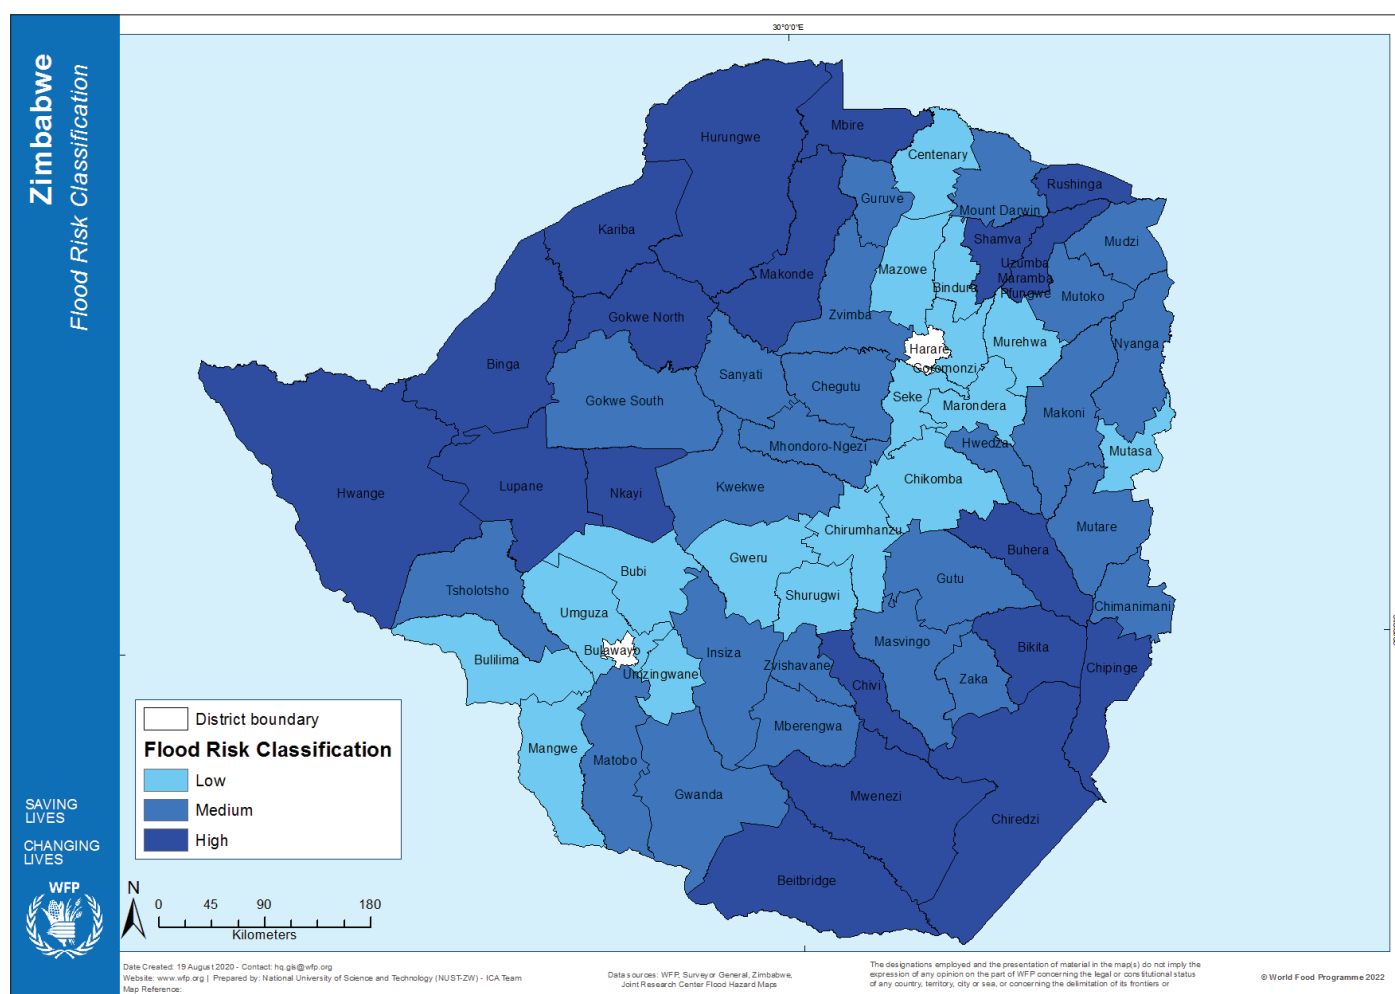 Zimbabwe
Flood Risk Classification
SAVING
LIVES
CHANGING
LIVES
WFP
30°0'0"E
Hurungwe
Mbire
Centenary
Rushinga
Guruve
Mount Darwin
Kariba
Shamva
Mudzi
Makonde
Mazowe
Uzumba
Maramba
Pfungwe
Bindura
Mutoko
Gokwe North
Zvimba
Murehwa
Nyanga
Harare
Binga
Goromonzi
Sanyati
Chegutu
Gokwe South
Seke
Marondera
Makoni
Mhondoro-Ngezi
Hwedza
Mutasa
Hwange
Lupane
Nkayi
Kwekwe
Chikomba
Chirumhanzu
Mutare
Buhera
Gweru
Bubi
Gutu
Tsholotsho
Shurugwi
Chimanimani
Umguza
Masvingo
Bikita
Bulawayo
Insiza
Bulilima
Zvishavane
Chipinge
Umzingwane
Chivi
Zaka
Mberengwa
Mangwe
Matobo
Gwanda
Mwenezi
Chiredzi
Beitbridge
District boundary
Flood Risk Classification
Low
Medium
High
N
0 45 90 180
Kilometers
Date Created: 19 August 2020 - Contact: hq.gis@wfp.org
Website: www.wfp.org | Prepared by: National University of Science and Technology (NUST-ZW) - ICA Team
Map Reference:
Data sources: WFP, Surveyor General, Zimbabwe,
Joint Research Center Flood Hazard Maps
The designations employed and the presentation of material in the map(s) do not imply the
expression of any opinion on the part of WFP concerning the legal or constitutional status
of any country, territory, city or sea, or concerning the delimitation of its frontiers or
© World Food Programme 2022